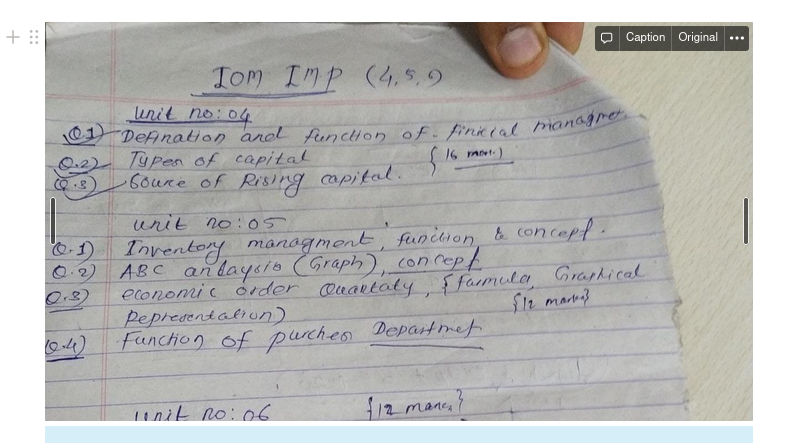 Caption Original
IOM IMP (4,5,6)
unit no:04
Q.1) Defination and function of. finicial managmet.
Q.2) Types of capital {16 mark.}
Q.3) Source of Rising capital.
unit no:05
Q.1) Inventory managment, function & concept.
Q.2) ABC anlaysis (Graph), concept
Q.3) economic order Quantaty, {farmula, Graphical
Representation) {12 marks}
Q.4) Function of purches Departmet
unit no:06 {12 marks}